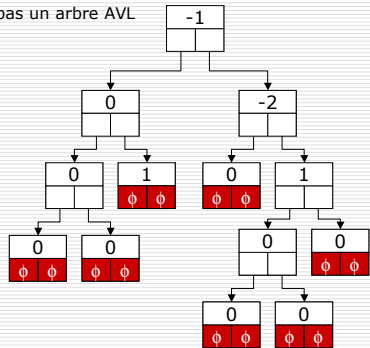 pas un arbre AVL
-1
0 -2
0 1 0 1
ϕ ϕ ϕ ϕ
0 0 0 0
ϕ ϕ ϕ ϕ ϕ ϕ
0 0
ϕ ϕ ϕ ϕ